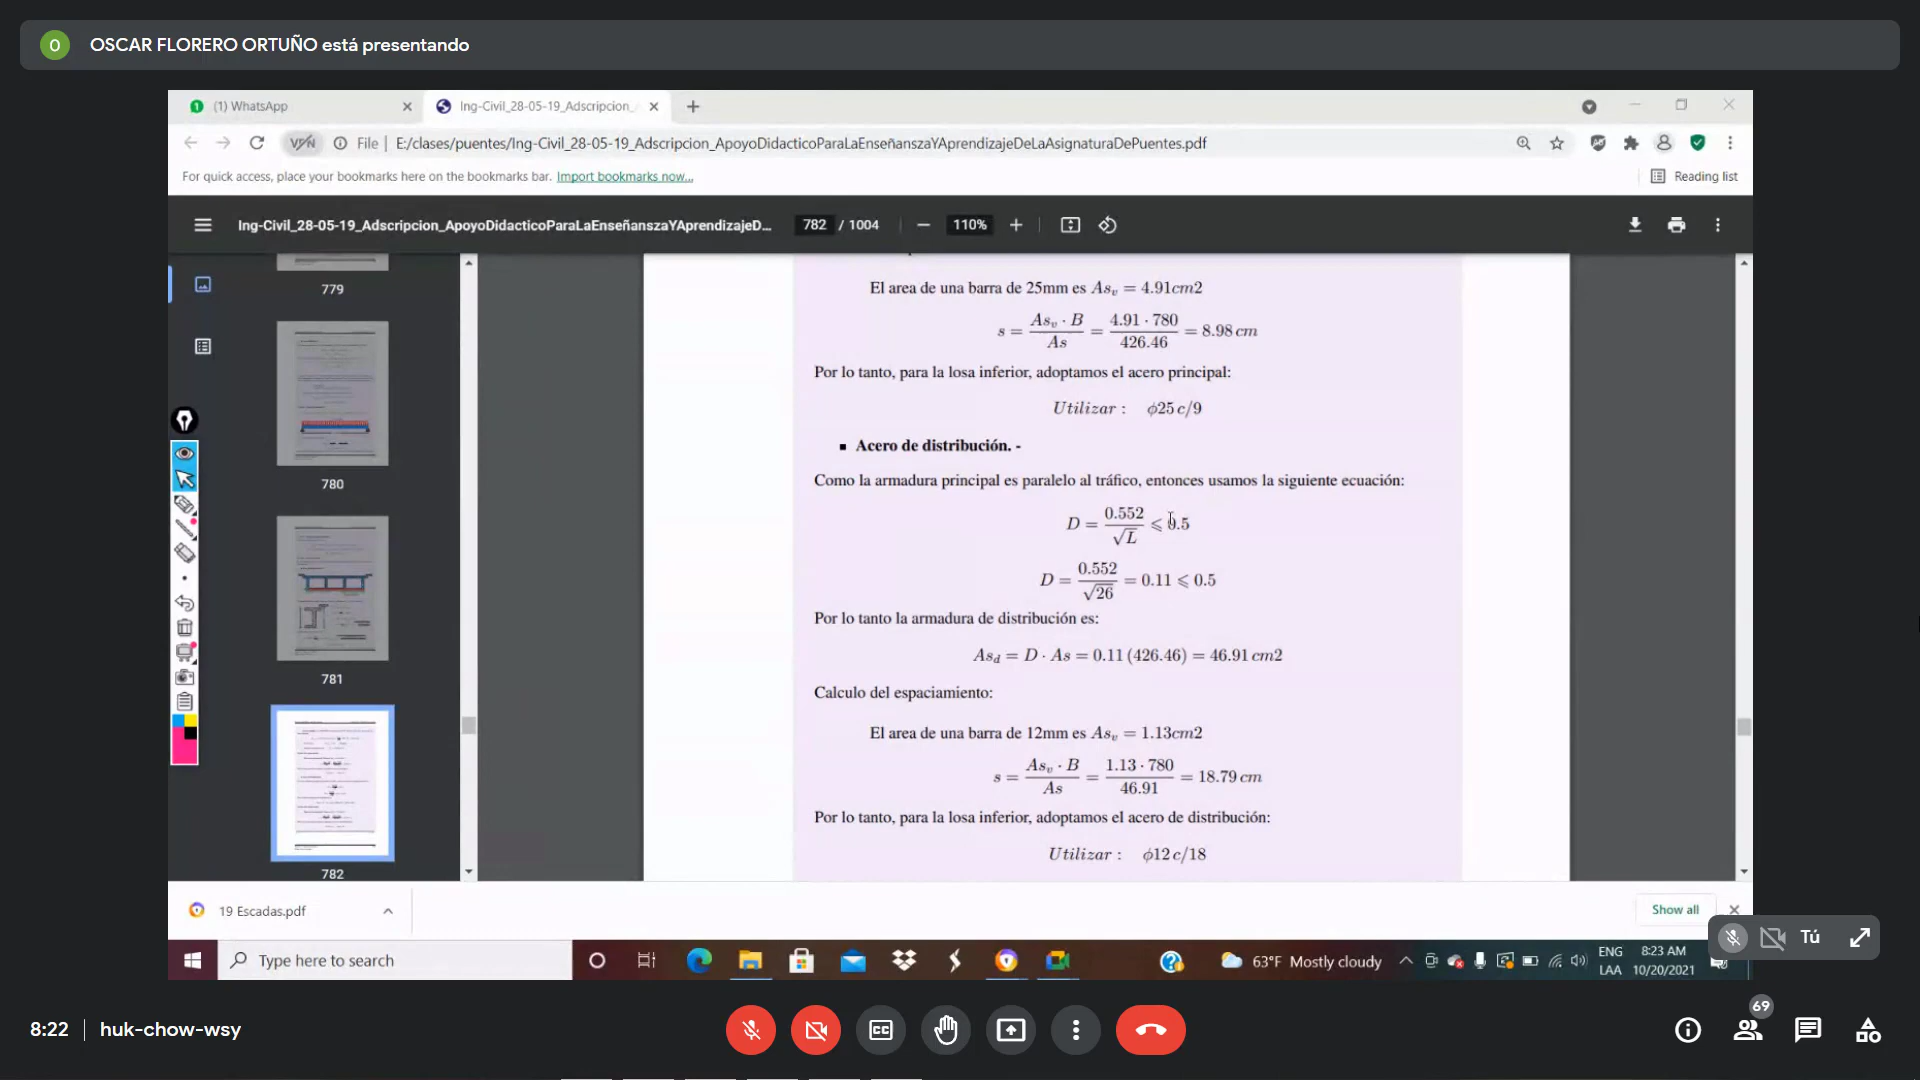 O OSCAR FLORERO ORTUÑO está presentando
(1) WhatsApp
Ing-Civil_28-05-19_Adscripcion_
VPN
File
E:/clases/puentes/Ing-Civil_28-05-19_Adscripcion_ApoyoDidacticoParaLaEnseñanszaYAprendizajeDeLaAsignaturaDePuentes.pdf
For quick access, place your bookmarks here on the bookmarks bar. Import bookmarks now...
Reading list
Ing-Civil_28-05-19_Adscripcion_ApoyoDidacticoParaLaEnseñanszaYAprendizajeD...
782 / 1004
110%
779
780
781
782
El area de una barra de 25mm es As_v = 4.91cm2
s = As_v · B / As = 4.91 · 780 / 426.46 = 8.98 cm
Por lo tanto, para la losa inferior, adoptamos el acero principal:
Utilizar : ϕ25 c/9
▪ Acero de distribución. -
Como la armadura principal es paralelo al tráfico, entonces usamos la siguiente ecuación:
D = 0.552 / √L ⩽ 0.5
D = 0.552 / √26 = 0.11 ⩽ 0.5
Por lo tanto la armadura de distribución es:
As_d = D · As = 0.11 (426.46) = 46.91 cm2
Calculo del espaciamiento:
El area de una barra de 12mm es As_v = 1.13cm2
s = As_v · B / As = 1.13 · 780 / 46.91 = 18.79 cm
Por lo tanto, para la losa inferior, adoptamos el acero de distribución:
Utilizar : ϕ12 c/18
19 Escadas.pdf
Show all
Tú
Type here to search
63°F Mostly cloudy
ENG
LAA
8:23 AM
10/20/2021
8:22 | huk-chow-wsy
CC
69